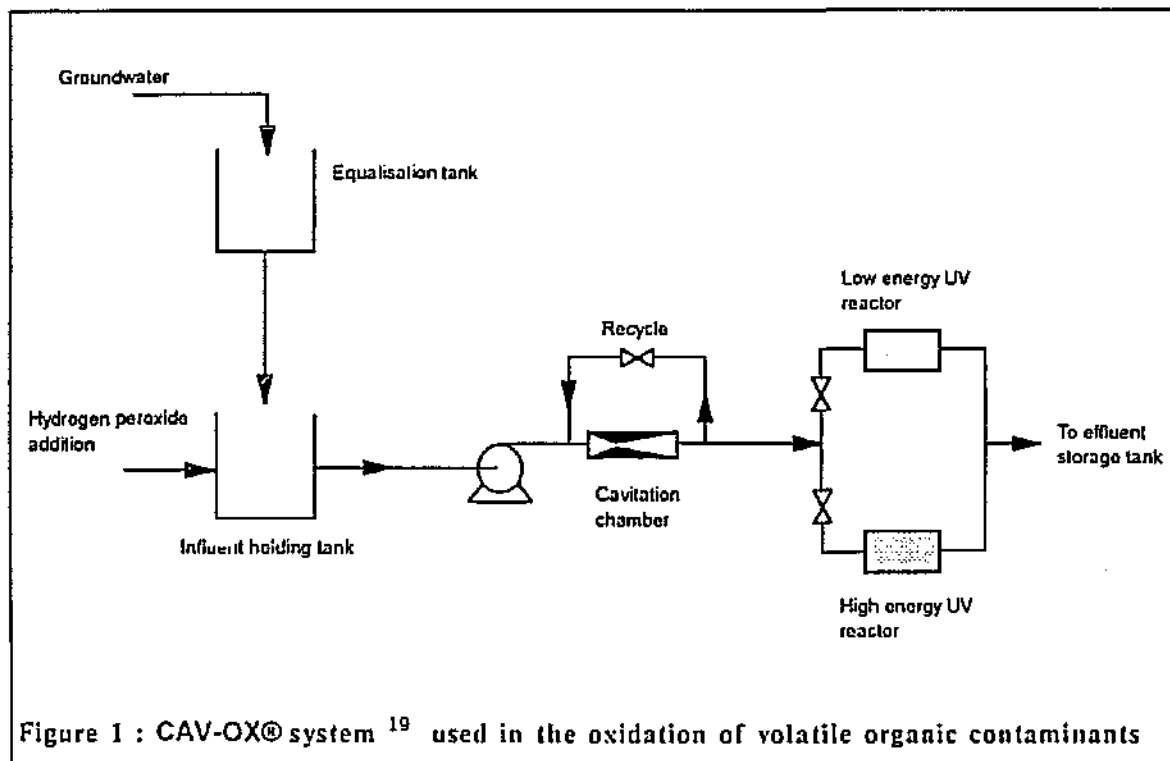 Groundwater
Equalisation tank
Low energy UV
reactor
Recycle
Hydrogen peroxide
addition
To effluent
storage tank
Cavitation
chamber
Influent holding tank
High energy UV
reactor
Figure 1 : CAV-OX® system 19 used in the oxidation of volatile organic contaminants